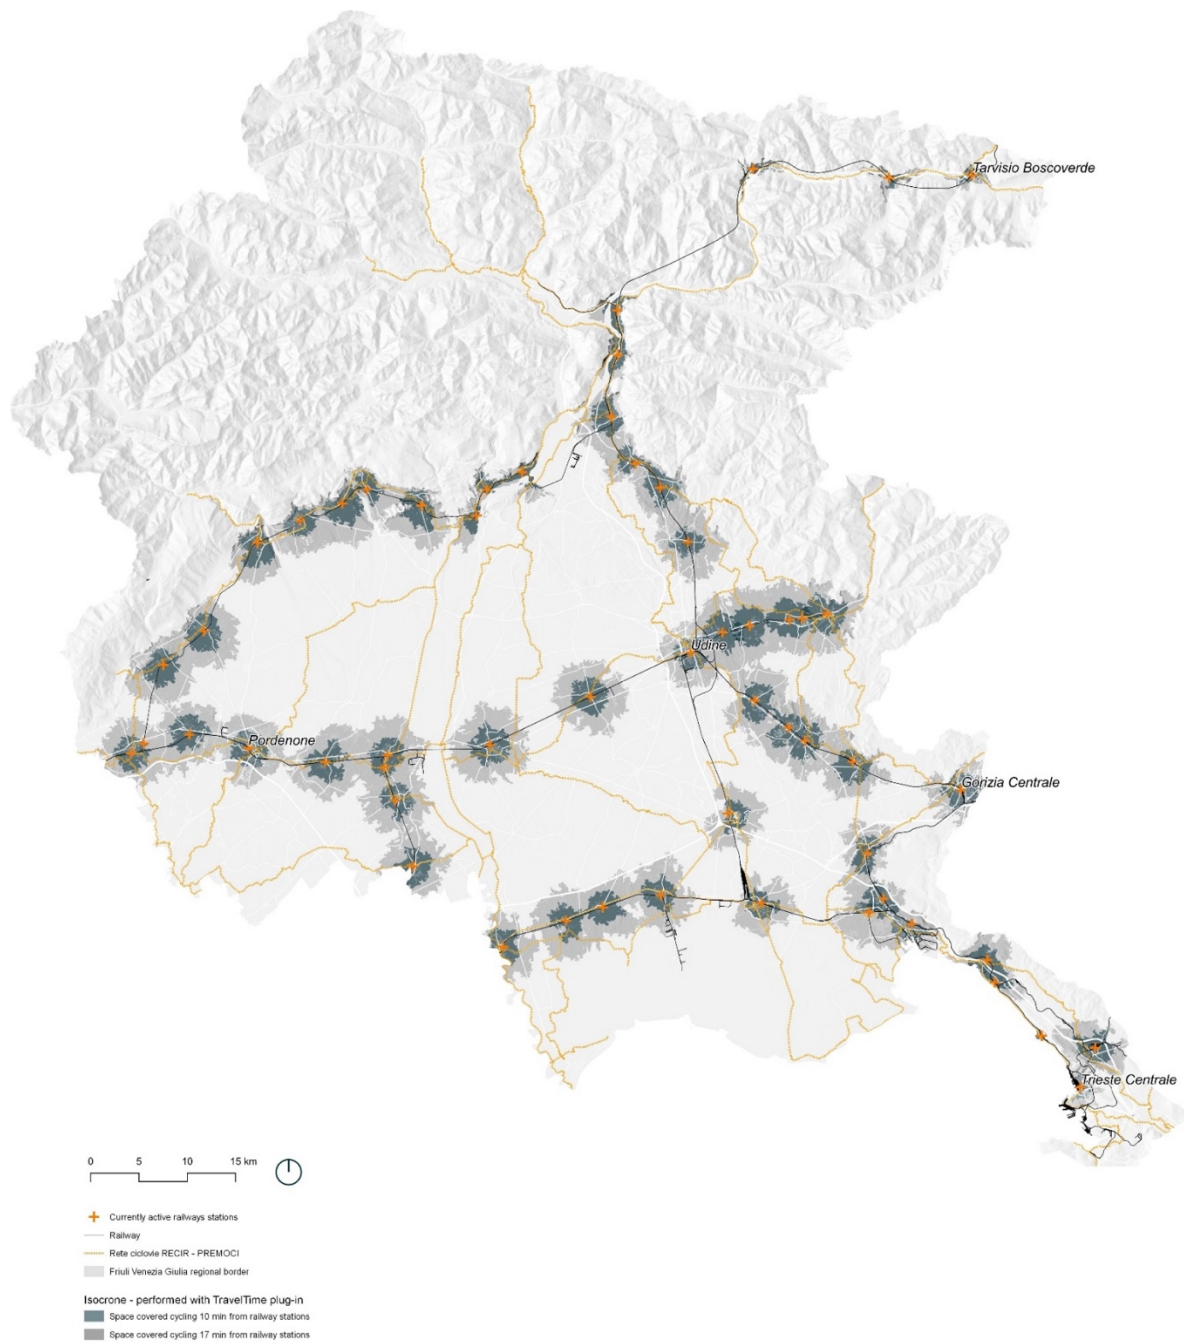 Tarvisio Boscoverde
Udine
Pordenone
Gorizia Centrale
Trieste Centrale
0 5 10 15 km
Currently active railways stations
Railway
Rete ciclovie RECIR - PREMOCI
Friuli Venezia Giulia regional border
Isocrone - performed with TravelTime plug-in
Space covered cycling 10 min from railway stations
Space covered cycling 17 min from railway stations